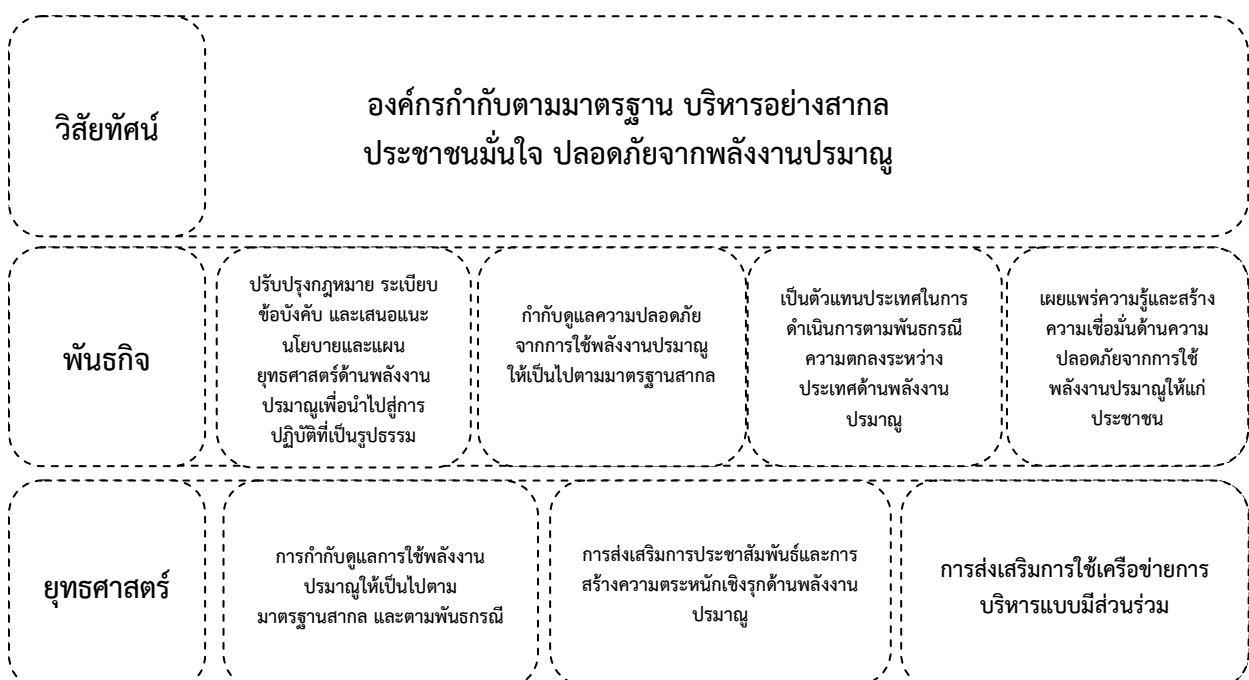 วิสัยทัศน์
องค์กรกำกับตามมาตรฐาน บริหารอย่างสากล
ประชาชนมั่นใจ ปลอดภัยจากพลังงานปรมาณู
พันธกิจ
ปรับปรุงกฎหมาย ระเบียบ
ข้อบังคับ และเสนอแนะ
นโยบายและแผน
ยุทธศาสตร์ด้านพลังงาน
ปรมาณูเพื่อนำไปสู่การ
ปฏิบัติที่เป็นรูปธรรม
กำกับดูแลความปลอดภัย
จากการใช้พลังงานปรมาณู
ให้เป็นไปตามมาตรฐานสากล
เป็นตัวแทนประเทศในการ
ดำเนินการตามพันธกรณี
ความตกลงระหว่าง
ประเทศด้านพลังงาน
ปรมาณู
เผยแพร่ความรู้และสร้าง
ความเชื่อมั่นด้านความ
ปลอดภัยจากการใช้
พลังงานปรมาณูให้แก่
ประชาชน
ยุทธศาสตร์
การกำกับดูแลการใช้พลังงาน
ปรมาณูให้เป็นไปตาม
มาตรฐานสากล และตามพันธกรณี
การส่งเสริมการประชาสัมพันธ์และการ
สร้างความตระหนักเชิงรุกด้านพลังงาน
ปรมาณู
การส่งเสริมการใช้เครือข่ายการ
บริหารแบบมีส่วนร่วม